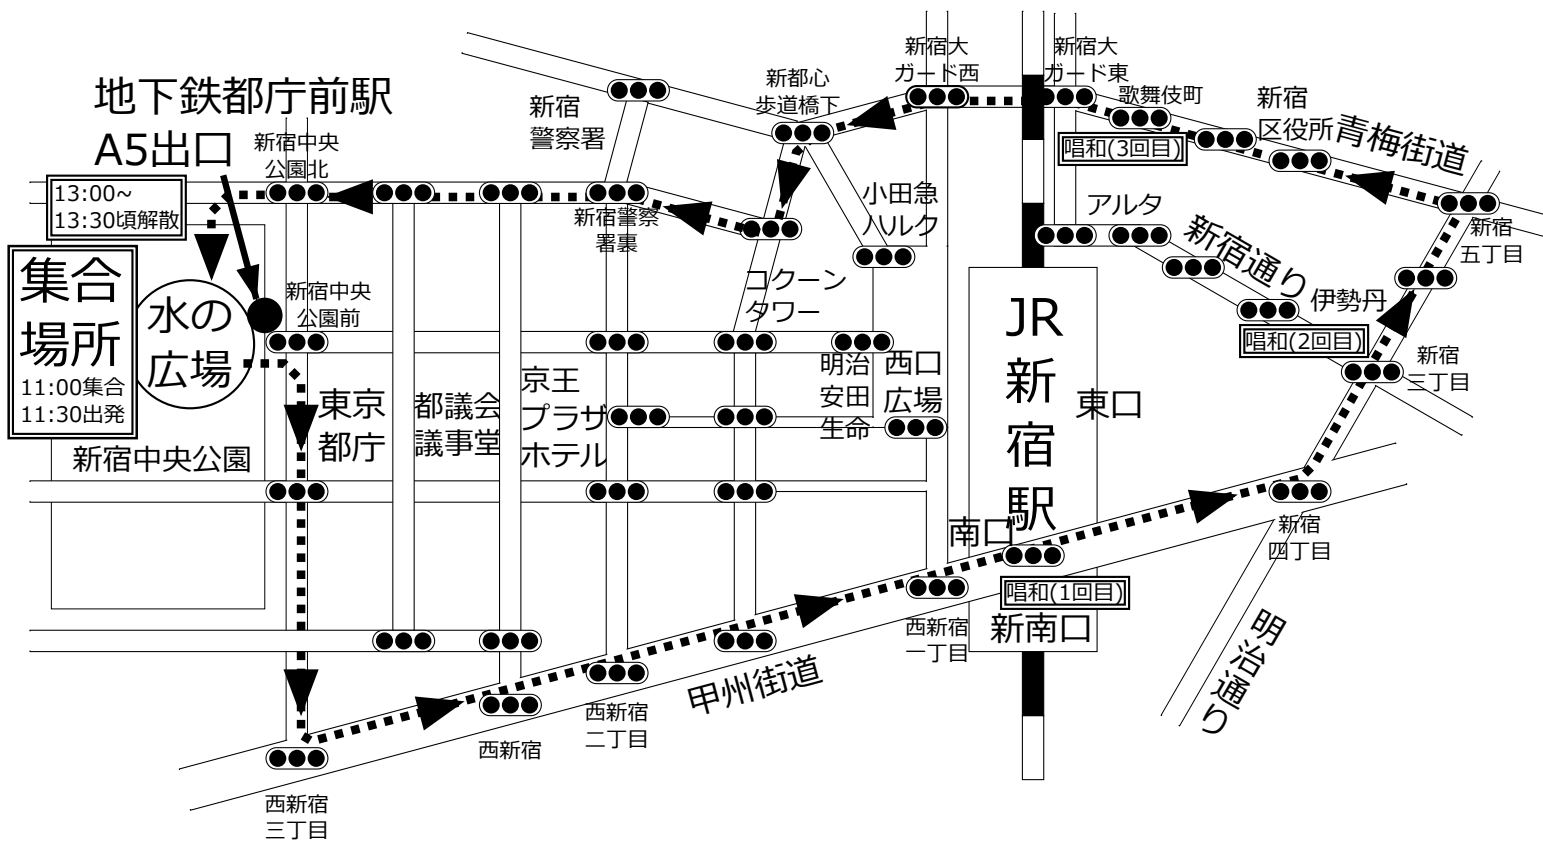 新宿大
ガード西
新宿大
ガード東
新都心
歩道橋下
歌舞伎町
新宿
区役所
青梅街道
地下鉄都庁前駅
A5出口
新宿
警察署
新宿中央
公園北
唱和(3回目)
13:00~
13:30頃解散
小田急
ハルク
アルタ
新宿警察
署裏
新宿通り
新宿
五丁目
集合
場所
11:00集合
11:30出発
水の
広場
新宿中央
公園前
コクーン
タワー
伊勢丹
唱和(2回目)
JR
新
宿
駅
明治
安田
生命
西口
広場
東口
新宿
三丁目
東京
都庁
都議会
議事堂
京王
プラザ
ホテル
新宿中央公園
南口
新宿
四丁目
唱和(1回目)
新南口
西新宿
一丁目
甲州街道
明治通り
西新宿
二丁目
西新宿
西新宿
三丁目